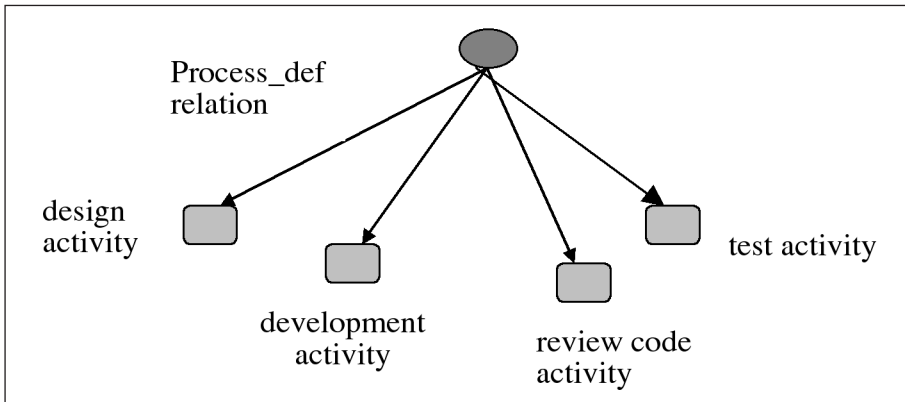 Process_def
relation
design
activity
test activity
development
activity
review code
activity